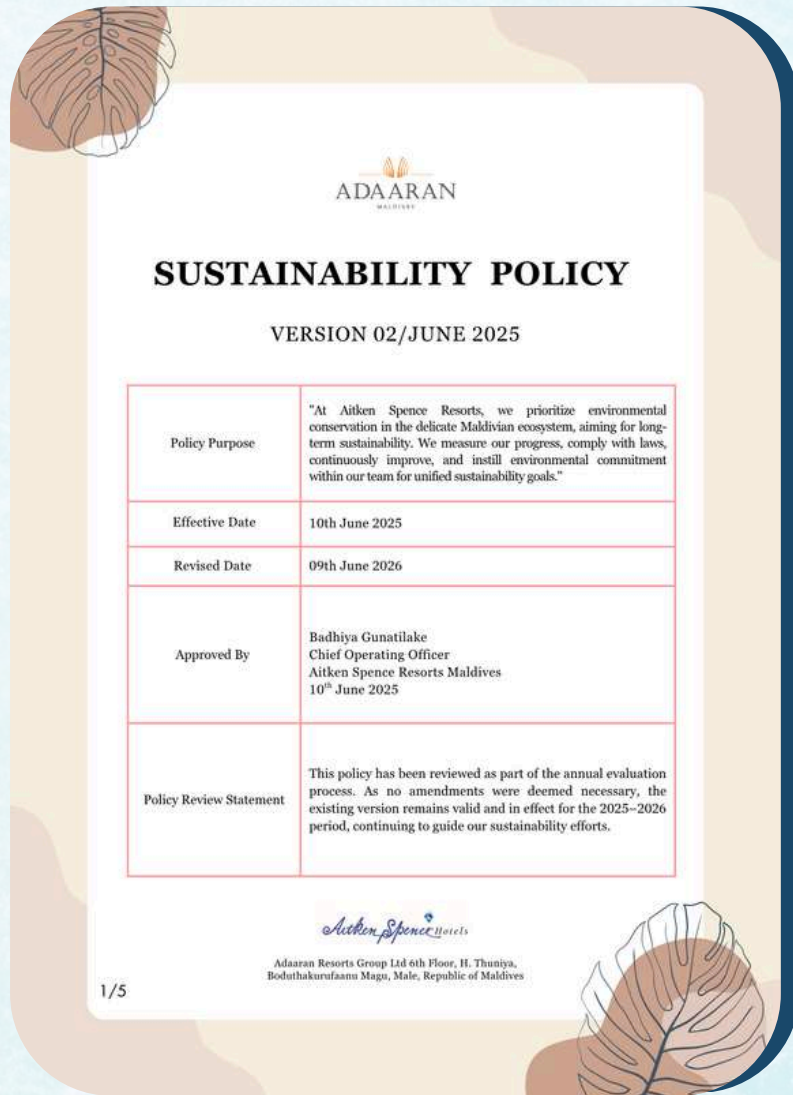 ADAARAN
MALDIVES
SUSTAINABILITY POLICY
VERSION 02/JUNE 2025
Policy Purpose
"At Aitken Spence Resorts, we prioritize environmental
conservation in the delicate Maldivian ecosystem, aiming for long-
term sustainability. We measure our progress, comply with laws,
continuously improve, and instill environmental commitment
within our team for unified sustainability goals."
Effective Date
10th June 2025
Revised Date
09th June 2026
Approved By
Badhiya Gunatilake
Chief Operating Officer
Aitken Spence Resorts Maldives
10th June 2025
Policy Review Statement
This policy has been reviewed as part of the annual evaluation
process. As no amendments were deemed necessary, the
existing version remains valid and in effect for the 2025–2026
period, continuing to guide our sustainability efforts.
Aitken Spence Hotels
Adaaran Resorts Group Ltd 6th Floor, H. Thuniya,
Boduthakurufaanu Magu, Male, Republic of Maldives
1/5